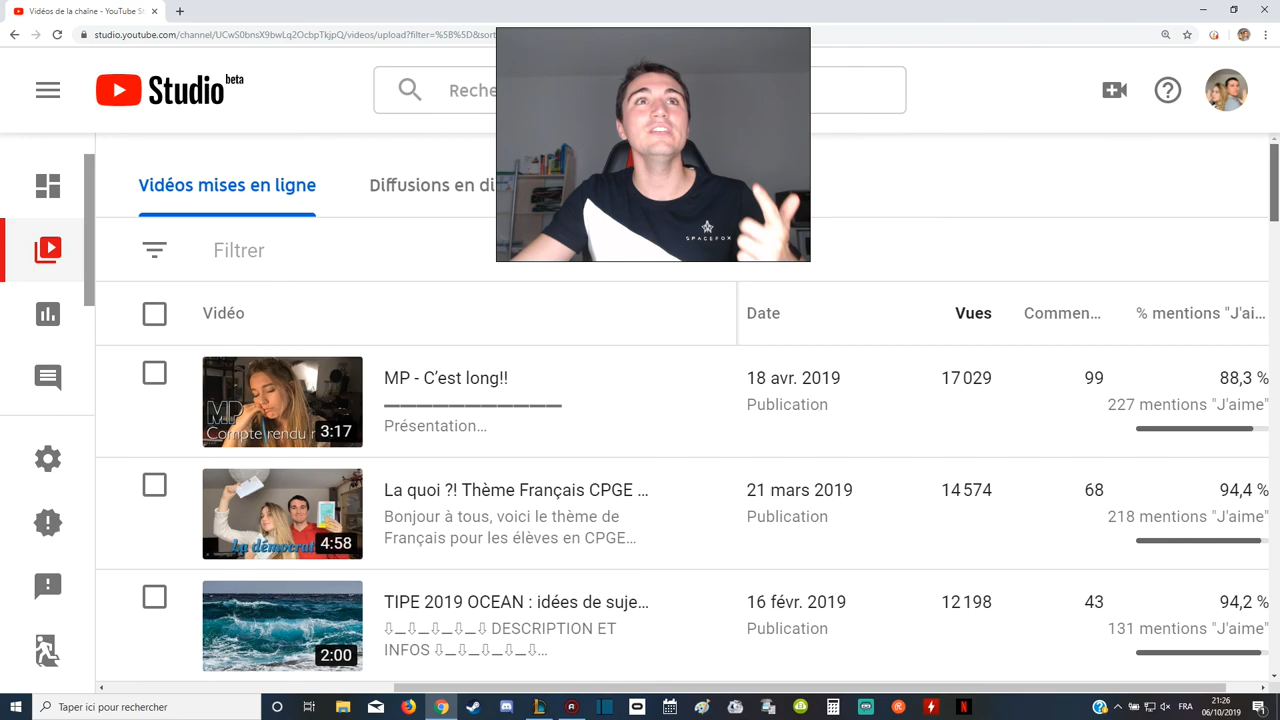 Vidéos de la chaîne - YouTube St
studio.youtube.com/channel/UCwS0bnsX9bwLq2OcbpTkjpQ/videos/upload?filter=%5B%5D&sort
Studio beta
Reche
Vidéos mises en ligne
Diffusions en di
SPACEFOX
Filtrer
Vidéo
Date
Vues
Commen…
% mentions "J'ai…
MP
Compte rendu
3:17
MP - C’est long!!
Présentation…
18 avr. 2019
Publication
17 029
99
88,3 %
227 mentions "J'aime"
la démocrat
4:58
La quoi ?! Thème Français CPGE …
Bonjour à tous, voici le thème de
Français pour les élèves en CPGE…
21 mars 2019
Publication
14 574
68
94,4 %
218 mentions "J'aime"
2:00
TIPE 2019 OCEAN : idées de suje…
⇩_⇩_⇩_⇩_⇩ DESCRIPTION ET
INFOS ⇩_⇩_⇩_⇩_⇩…
16 févr. 2019
Publication
12 198
43
94,2 %
131 mentions "J'aime"
Taper ici pour rechercher
FRA
21:26
06/10/2019